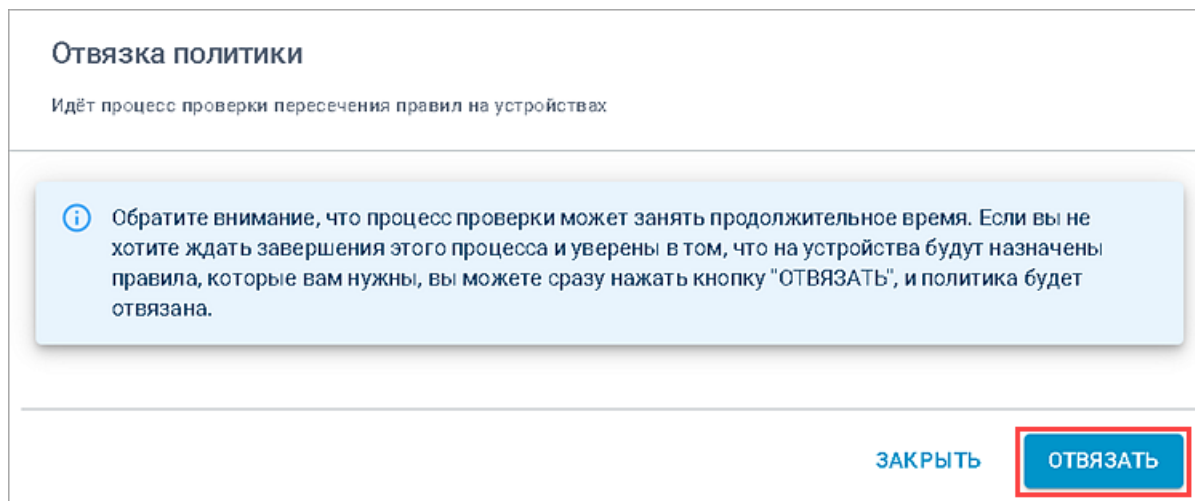 Отвязка политики
Идёт процесс проверки пересечения правил на устройствах
Обратите внимание, что процесс проверки может занять продолжительное время. Если вы не
хотите ждать завершения этого процесса и уверены в том, что на устройства будут назначены
правила, которые вам нужны, вы можете сразу нажать кнопку "ОТВЯЗАТЬ", и политика будет
отвязана.
ЗАКРЫТЬ ОТВЯЗАТЬ